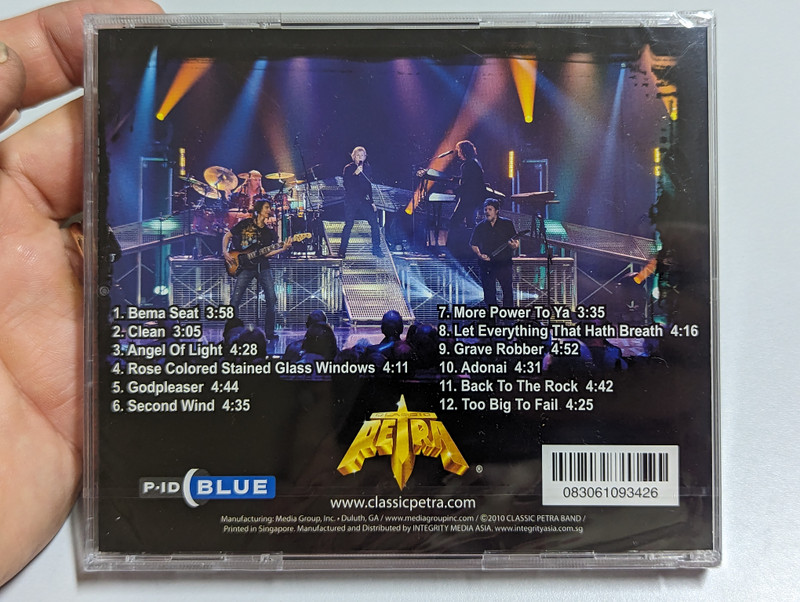 1. Bema Seat 3:58
2. Clean 3:05
3. Angel Of Light 4:28
4. Rose Colored Stained Glass Windows 4:11
5. Godpleaser 4:44
6. Second Wind 4:35
7. More Power To Ya 3:35
8. Let Everything That Hath Breath 4:16
9. Grave Robber 4:52
10. Adonai 4:31
11. Back To The Rock 4:42
12. Too Big To Fail 4:25
CLASSIC
PETRA ®
P·ID BLUE
083061093426
www.classicpetra.com
Manufacturing: Media Group, Inc. • Duluth, GA / www.mediagroupinc.com / ©2010 CLASSIC PETRA BAND /
Printed in Singapore. Manufactured and Distributed by INTEGRITY MEDIA ASIA. www.integrityasia.com.sg